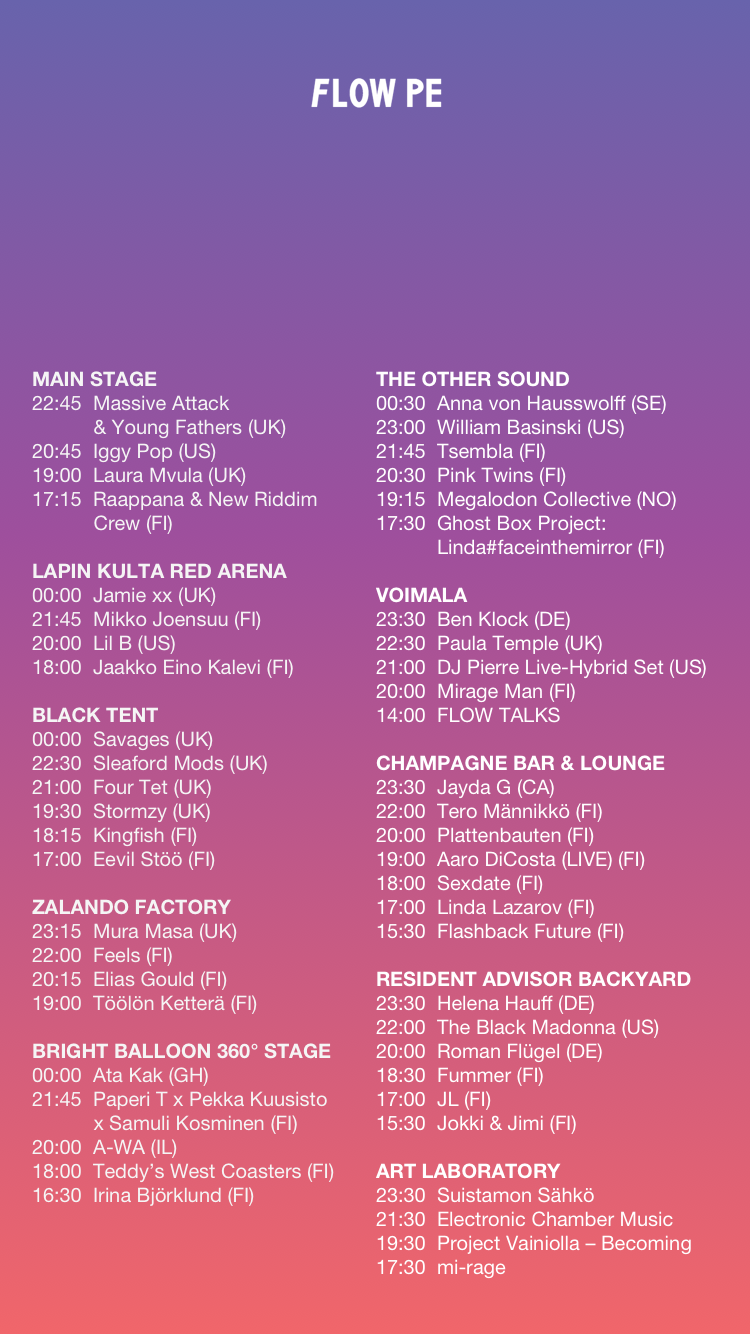 FLOW PE
MAIN STAGE
22:45 Massive Attack
& Young Fathers (UK)
20:45 Iggy Pop (US)
19:00 Laura Mvula (UK)
17:15 Raappana & New Riddim
Crew (FI)
LAPIN KULTA RED ARENA
00:00 Jamie xx (UK)
21:45 Mikko Joensuu (FI)
20:00 Lil B (US)
18:00 Jaakko Eino Kalevi (FI)
BLACK TENT
00:00 Savages (UK)
22:30 Sleaford Mods (UK)
21:00 Four Tet (UK)
19:30 Stormzy (UK)
18:15 Kingfish (FI)
17:00 Eevil Stöö (FI)
ZALANDO FACTORY
23:15 Mura Masa (UK)
22:00 Feels (FI)
20:15 Elias Gould (FI)
19:00 Töölön Ketterä (FI)
BRIGHT BALLOON 360° STAGE
00:00 Ata Kak (GH)
21:45 Paperi T x Pekka Kuusisto
x Samuli Kosminen (FI)
20:00 A-WA (IL)
18:00 Teddy’s West Coasters (FI)
16:30 Irina Björklund (FI)
THE OTHER SOUND
00:30 Anna von Hausswolff (SE)
23:00 William Basinski (US)
21:45 Tsembla (FI)
20:30 Pink Twins (FI)
19:15 Megalodon Collective (NO)
17:30 Ghost Box Project:
Linda#faceinthemirror (FI)
VOIMALA
23:30 Ben Klock (DE)
22:30 Paula Temple (UK)
21:00 DJ Pierre Live-Hybrid Set (US)
20:00 Mirage Man (FI)
14:00 FLOW TALKS
CHAMPAGNE BAR & LOUNGE
23:30 Jayda G (CA)
22:00 Tero Männikkö (FI)
20:00 Plattenbauten (FI)
19:00 Aaro DiCosta (LIVE) (FI)
18:00 Sexdate (FI)
17:00 Linda Lazarov (FI)
15:30 Flashback Future (FI)
RESIDENT ADVISOR BACKYARD
23:30 Helena Hauff (DE)
22:00 The Black Madonna (US)
20:00 Roman Flügel (DE)
18:30 Fummer (FI)
17:00 JL (FI)
15:30 Jokki & Jimi (FI)
ART LABORATORY
23:30 Suistamon Sähkö
21:30 Electronic Chamber Music
19:30 Project Vainiolla – Becoming
17:30 mi-rage